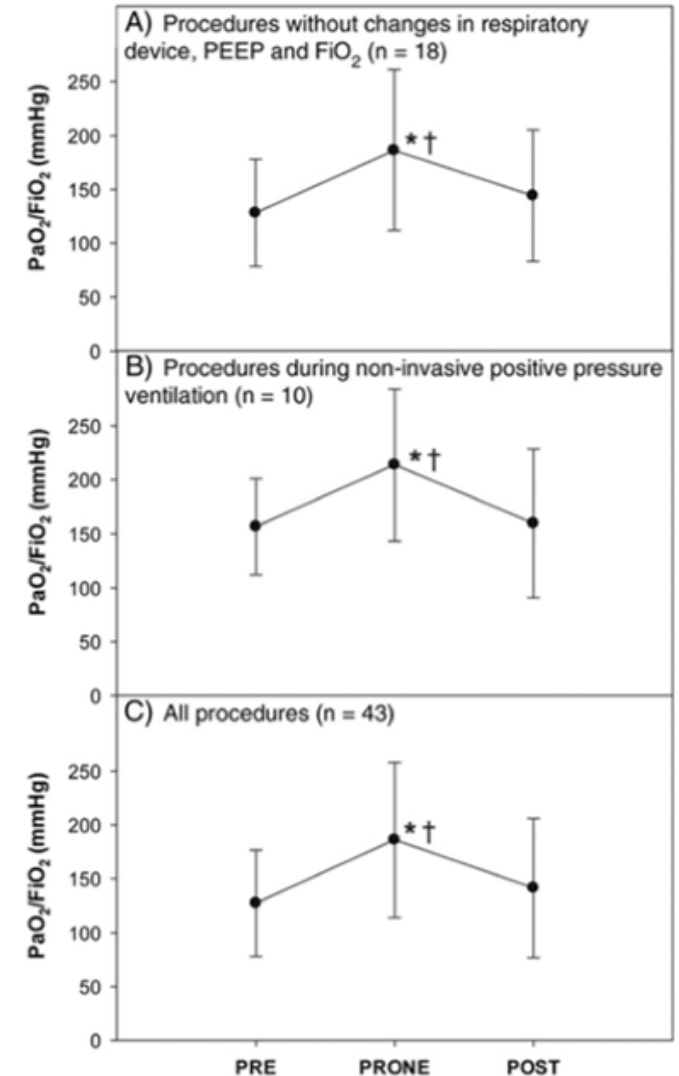 A) Procedures without changes in respiratory
device, PEEP and FiO₂ (n = 18)
PaO₂/FiO₂ (mmHg)
250
200
150
100
50
0
*†
B) Procedures during non-invasive positive pressure
ventilation (n = 10)
PaO₂/FiO₂ (mmHg)
250
200
150
100
50
0
*†
C) All procedures (n = 43)
PaO₂/FiO₂ (mmHg)
250
200
150
100
50
0
*†
PRE PRONE POST